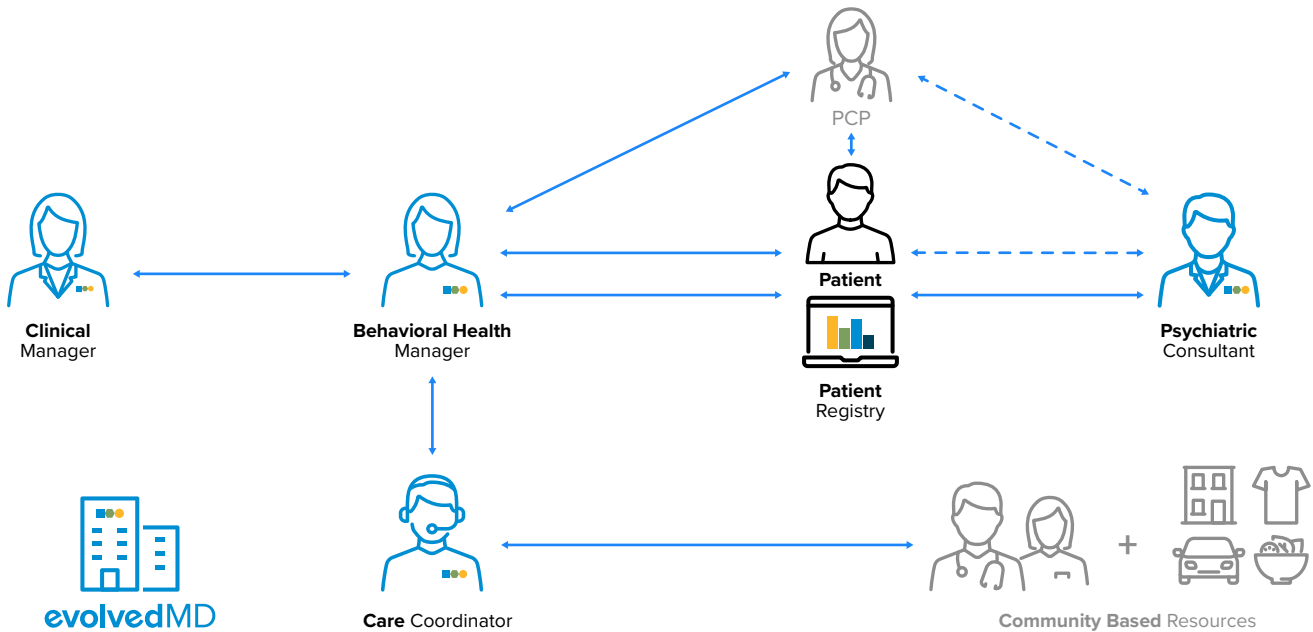 PCP
Patient
Clinical
Manager
Behavioral Health
Manager
Psychiatric
Consultant
Patient
Registry
evolvedMD
Care Coordinator
+
Community Based Resources